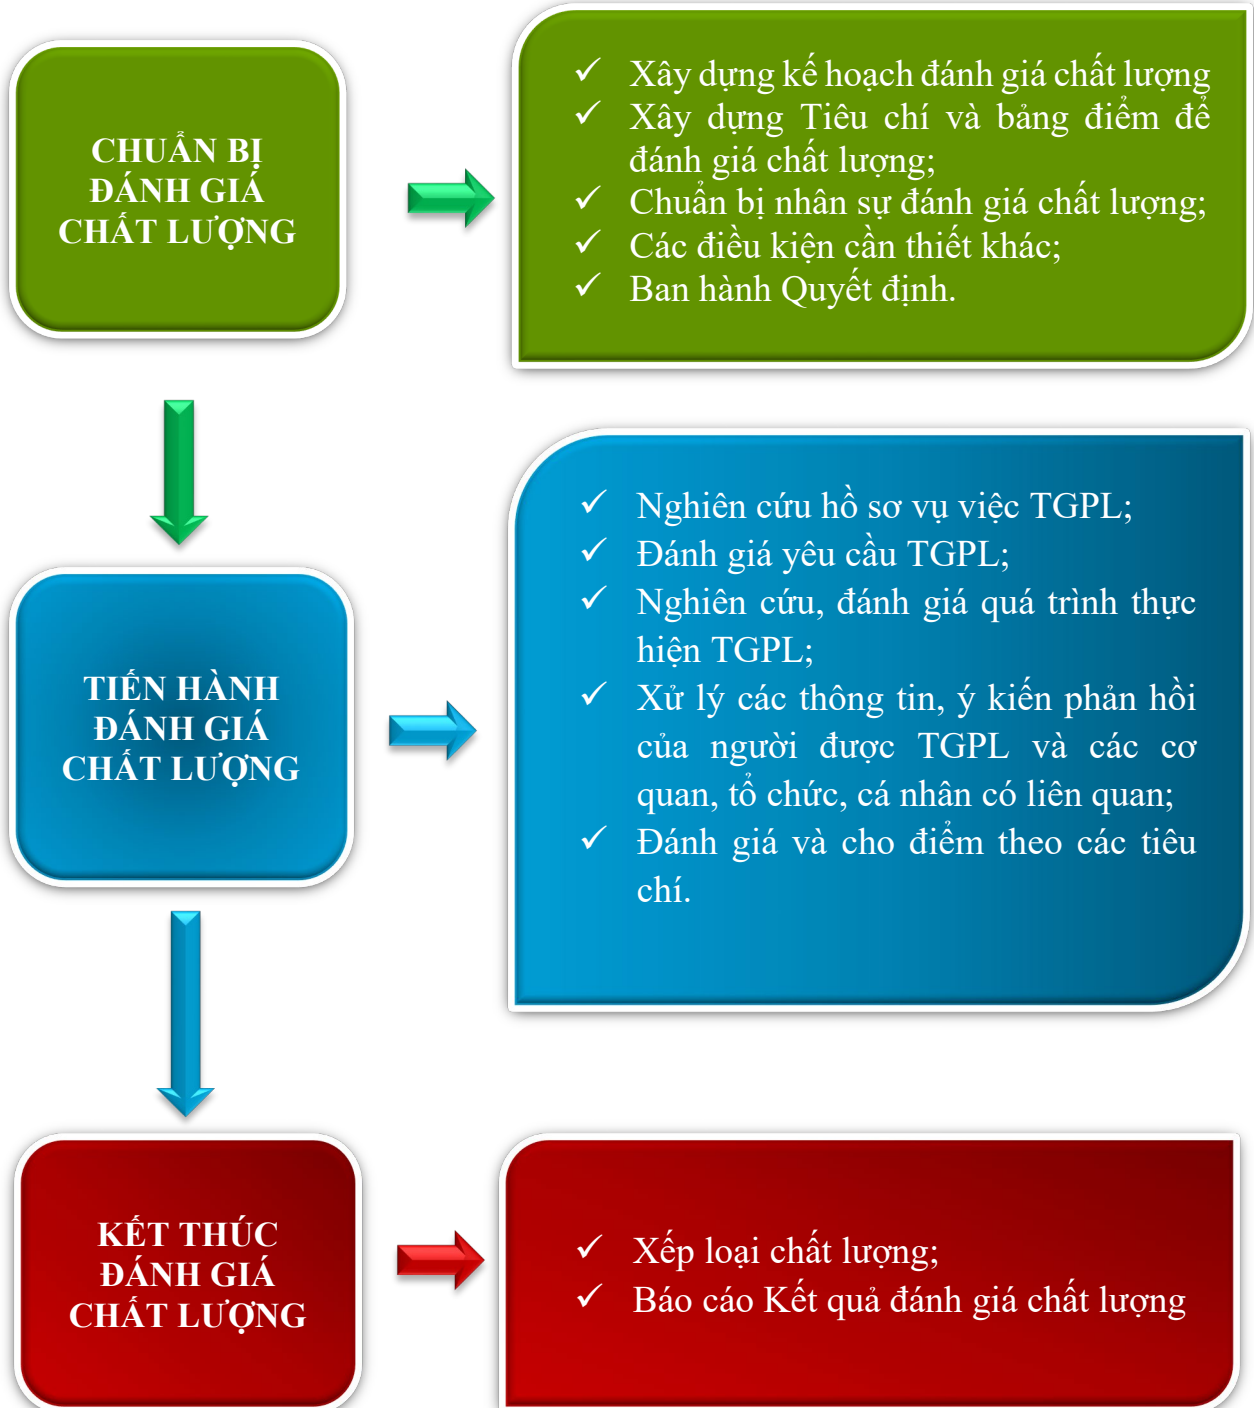 CHUẨN BỊ
ĐÁNH GIÁ
CHẤT LƯỢNG
✓ Xây dựng kế hoạch đánh giá chất lượng
✓ Xây dựng Tiêu chí và bảng điểm để
đánh giá chất lượng;
✓ Chuẩn bị nhân sự đánh giá chất lượng;
✓ Các điều kiện cần thiết khác;
✓ Ban hành Quyết định.
TIẾN HÀNH
ĐÁNH GIÁ
CHẤT LƯỢNG
✓ Nghiên cứu hồ sơ vụ việc TGPL;
✓ Đánh giá yêu cầu TGPL;
✓ Nghiên cứu, đánh giá quá trình thực
hiện TGPL;
✓ Xử lý các thông tin, ý kiến phản hồi
của người được TGPL và các cơ
quan, tổ chức, cá nhân có liên quan;
✓ Đánh giá và cho điểm theo các tiêu
chí.
KẾT THÚC
ĐÁNH GIÁ
CHẤT LƯỢNG
✓ Xếp loại chất lượng;
✓ Báo cáo Kết quả đánh giá chất lượng